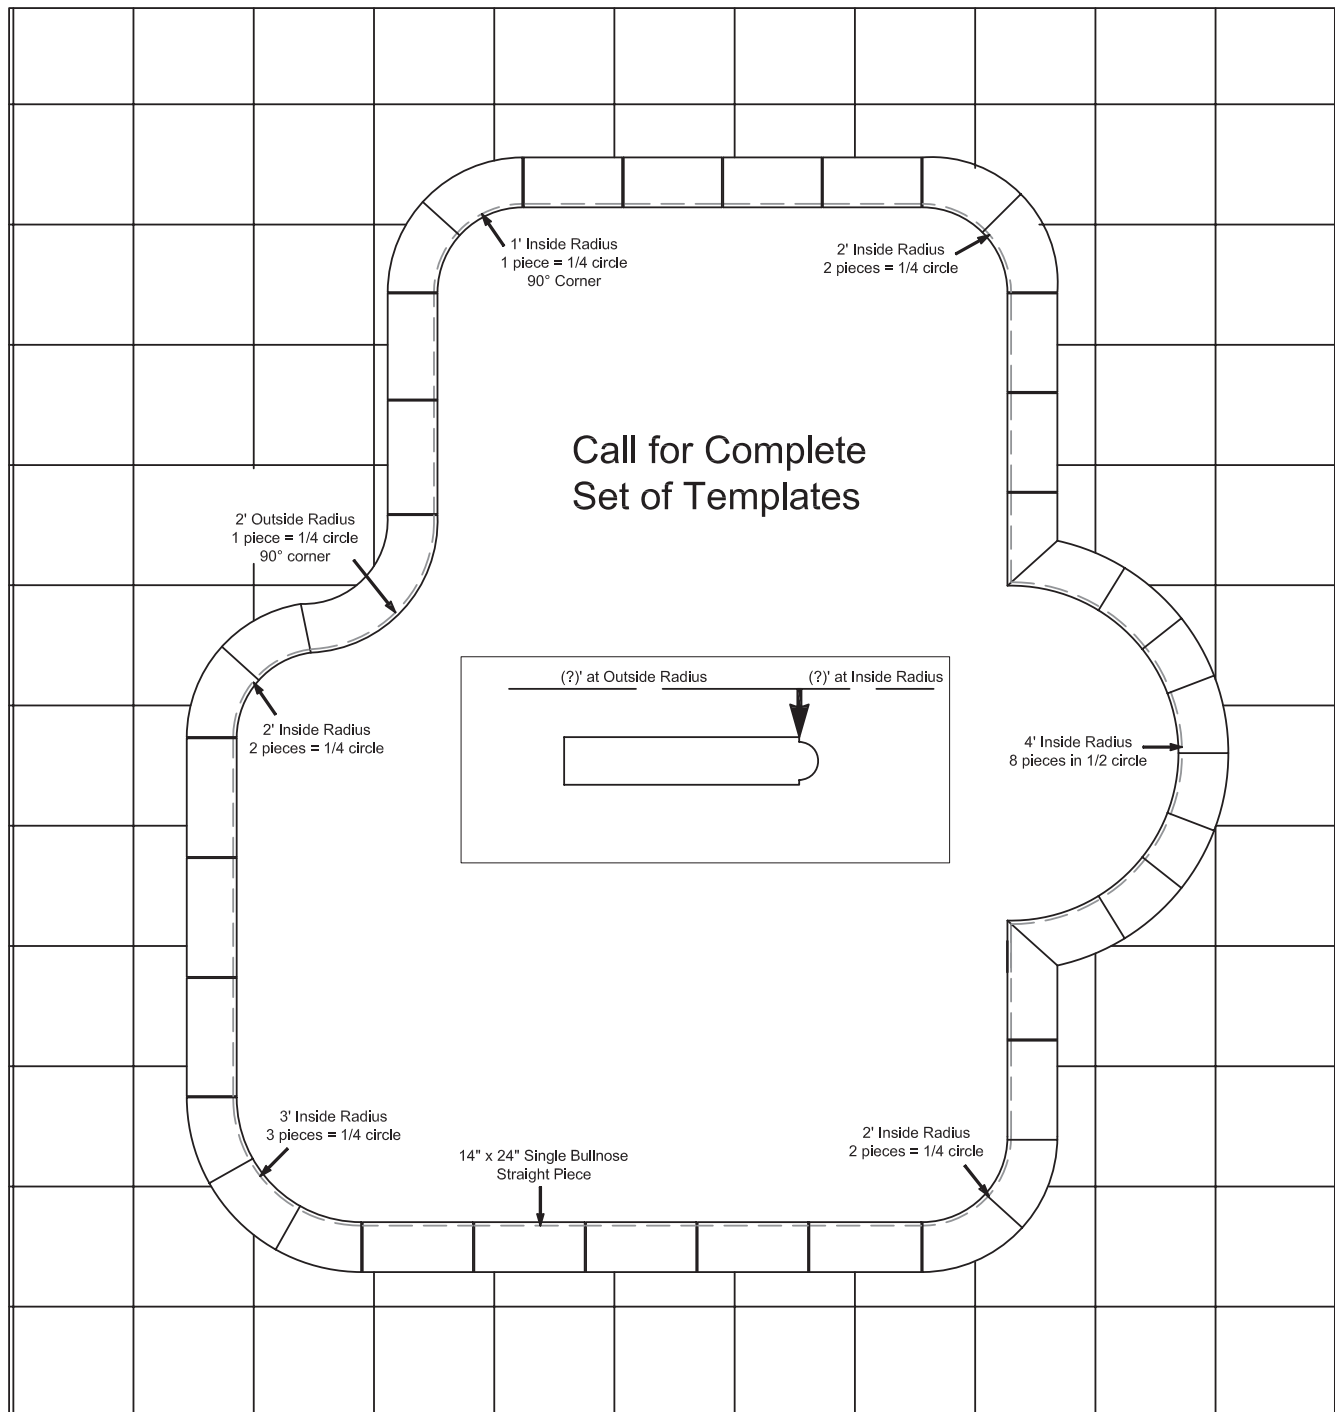 1' Inside Radius
1 piece = 1/4 circle
90° Corner
2' Inside Radius
2 pieces = 1/4 circle
Call for Complete
Set of Templates
2' Outside Radius
1 piece = 1/4 circle
90° corner
(?)' at Outside Radius
(?)' at Inside Radius
2' Inside Radius
2 pieces = 1/4 circle
4' Inside Radius
8 pieces in 1/2 circle
3' Inside Radius
3 pieces = 1/4 circle
14" x 24" Single Bullnose
Straight Piece
2' Inside Radius
2 pieces = 1/4 circle